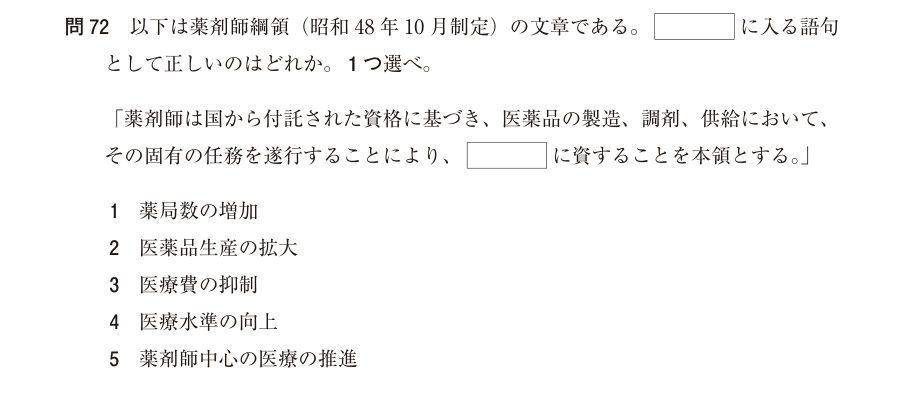 問72 以下は薬剤師綱領（昭和48年10月制定）の文章である。 に入る語句
として正しいのはどれか。1つ選べ。
「薬剤師は国から付託された資格に基づき、医薬品の製造、調剤、供給において、
その固有の任務を遂行することにより、 に資することを本領とする。」
1 薬局数の増加
2 医薬品生産の拡大
3 医療費の抑制
4 医療水準の向上
5 薬剤師中心の医療の推進